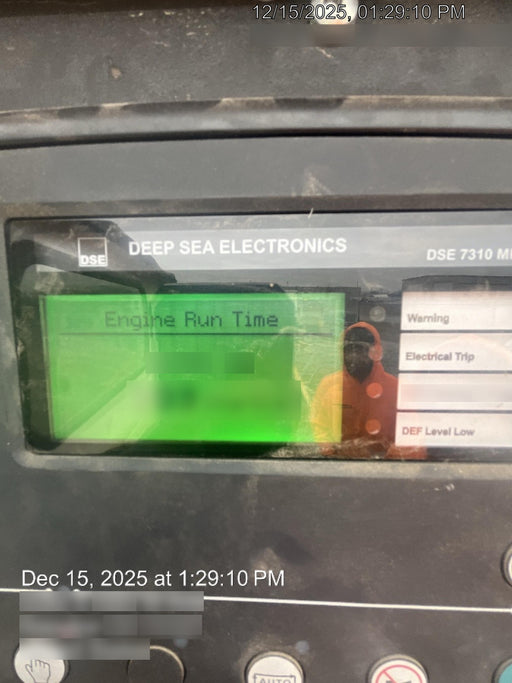 12/15/2025, 01:29:10 PM
DSE
DEEP SEA ELECTRONICS
DSE 7310 M
Engine Run Time
Warning
Electrical Trip
DEF Level Low
Dec 15, 2025 at 1:29:10 PM
AUTO